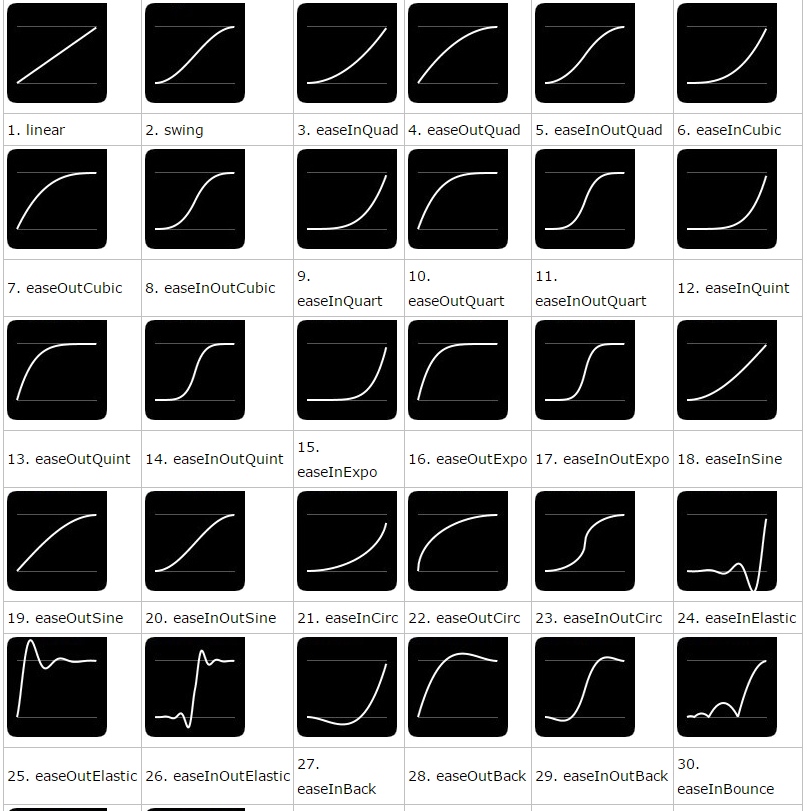 1. linear
2. swing
3. easeInQuad
4. easeOutQuad
5. easeInOutQuad
6. easeInCubic
7. easeOutCubic
8. easeInOutCubic
9.
easeInQuart
10.
easeOutQuart
11.
easeInOutQuart
12. easeInQuint
13. easeOutQuint
14. easeInOutQuint
15.
easeInExpo
16. easeOutExpo
17. easeInOutExpo
18. easeInSine
19. easeOutSine
20. easeInOutSine
21. easeInCirc
22. easeOutCirc
23. easeInOutCirc
24. easeInElastic
25. easeOutElastic
26. easeInOutElastic
27.
easeInBack
28. easeOutBack
29. easeInOutBack
30.
easeInBounce